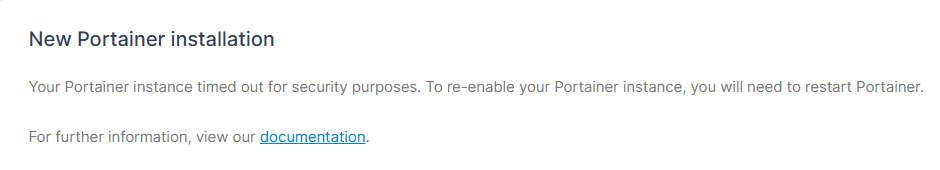 New Portainer installation
Your Portainer instance timed out for security purposes. To re-enable your Portainer instance, you will need to restart Portainer.
For further information, view our documentation.